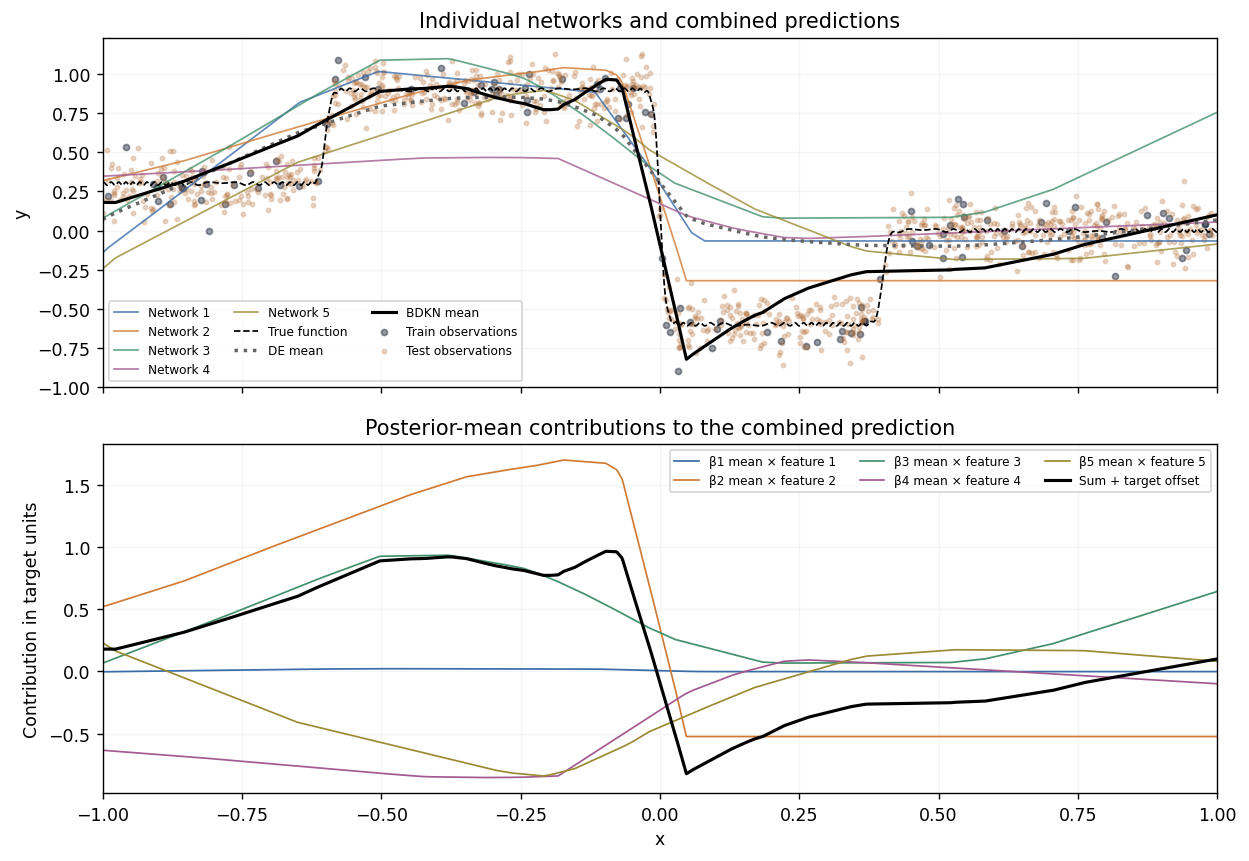 Individual networks and combined predictions
1.00
0.75
0.50
0.25
0.00
−0.25
−0.50
−0.75
−1.00
y
Network 1
Network 2
Network 3
Network 4
Network 5
True function
DE mean
BDKN mean
Train observations
Test observations
Posterior-mean contributions to the combined prediction
1.5
1.0
0.5
0.0
−0.5
Contribution in target units
β1 mean × feature 1
β2 mean × feature 2
β3 mean × feature 3
β4 mean × feature 4
β5 mean × feature 5
Sum + target offset
−1.00 −0.75 −0.50 −0.25 0.00 0.25 0.50 0.75 1.00
x